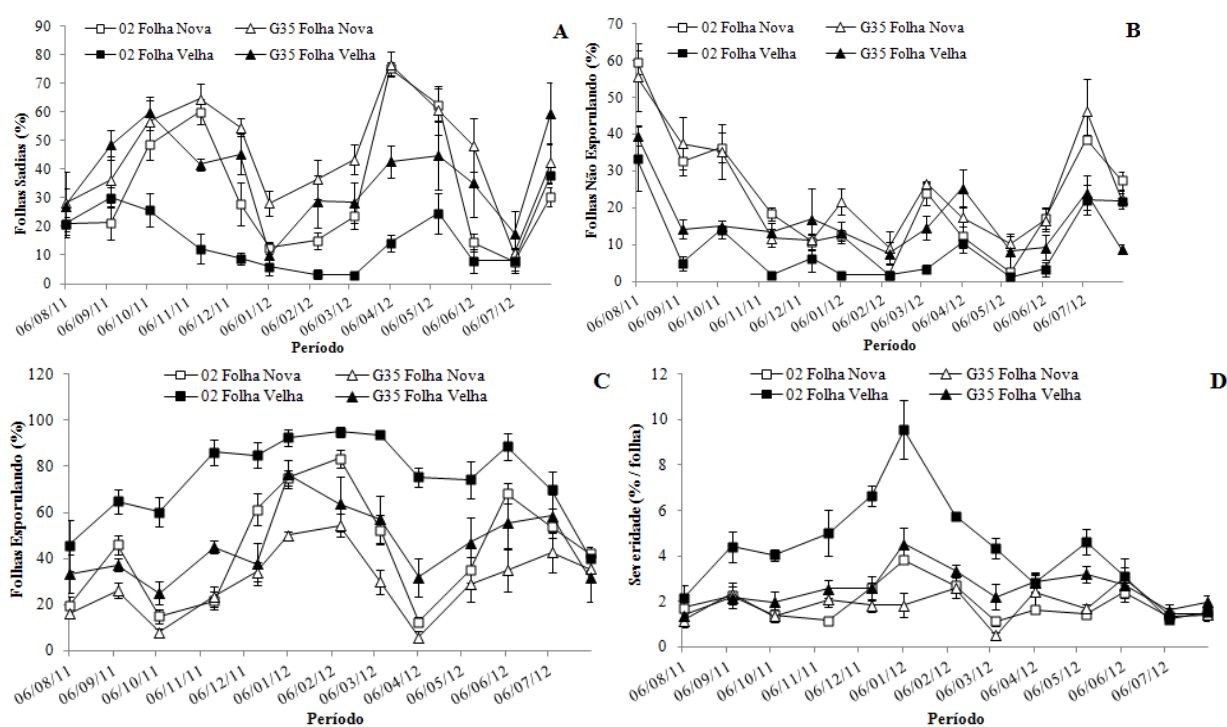 A
02 Folha Nova
G35 Folha Nova
02 Folha Velha
G35 Folha Velha
Folhas Sadias (%)
90
80
70
60
50
40
30
20
10
0
06/08/11
06/09/11
06/10/11
06/11/11
06/12/11
06/01/12
06/02/12
06/03/12
06/04/12
06/05/12
06/06/12
06/07/12
Período
B
02 Folha Nova
G35 Folha Nova
02 Folha Velha
G35 Folha Velha
Folhas Não Esporulando (%)
70
60
50
40
30
20
10
0
06/08/11
06/09/11
06/10/11
06/11/11
06/12/11
06/01/12
06/02/12
06/03/12
06/04/12
06/05/12
06/06/12
06/07/12
Período
C
02 Folha Nova
G35 Folha Nova
02 Folha Velha
G35 Folha Velha
Folhas Esporulando (%)
120
100
80
60
40
20
0
06/08/11
06/09/11
06/10/11
06/11/11
06/12/11
06/01/12
06/02/12
06/03/12
06/04/12
06/05/12
06/06/12
06/07/12
Período
D
02 Folha Nova
G35 Folha Nova
02 Folha Velha
G35 Folha Velha
Severidade (% / folha)
12
10
8
6
4
2
0
06/08/11
06/09/11
06/10/11
06/11/11
06/12/11
06/01/12
06/02/12
06/03/12
06/04/12
06/05/12
06/06/12
06/07/12
Período